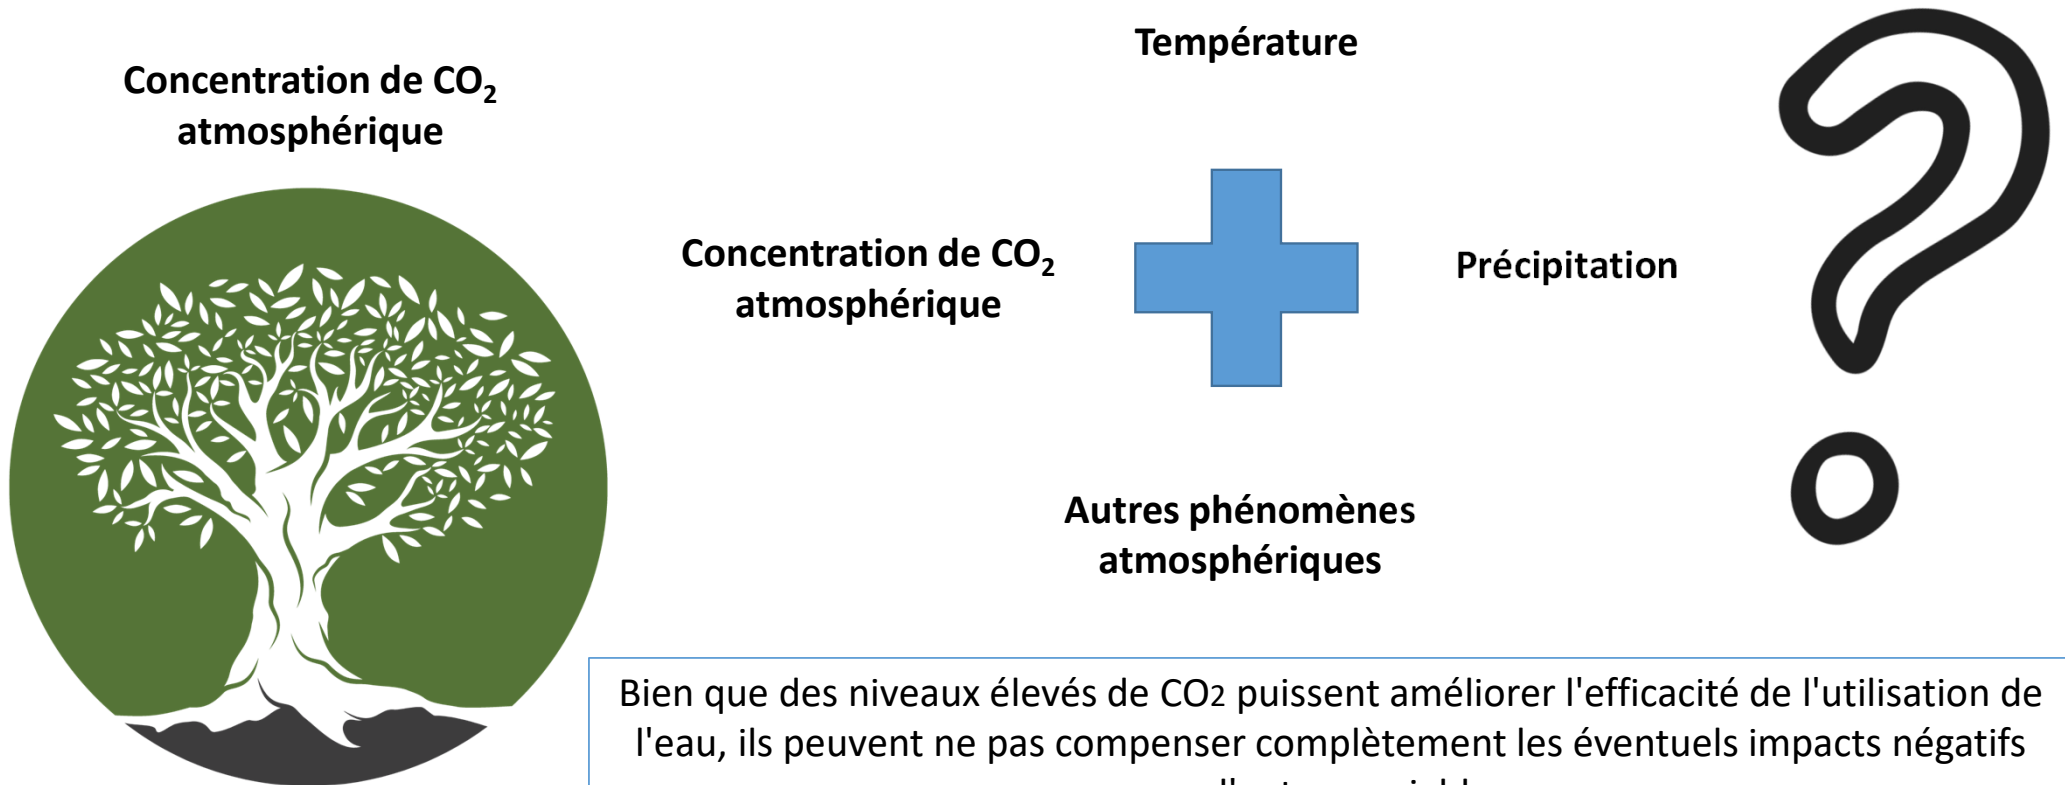 Concentration de CO₂
atmosphérique
Température
Concentration de CO₂
atmosphérique
Précipitation
Autres phénomènes
atmosphériques
Bien que des niveaux élevés de CO2 puissent améliorer l'efficacité de l'utilisation de
l'eau, ils peuvent ne pas compenser complètement les éventuels impacts négatifs